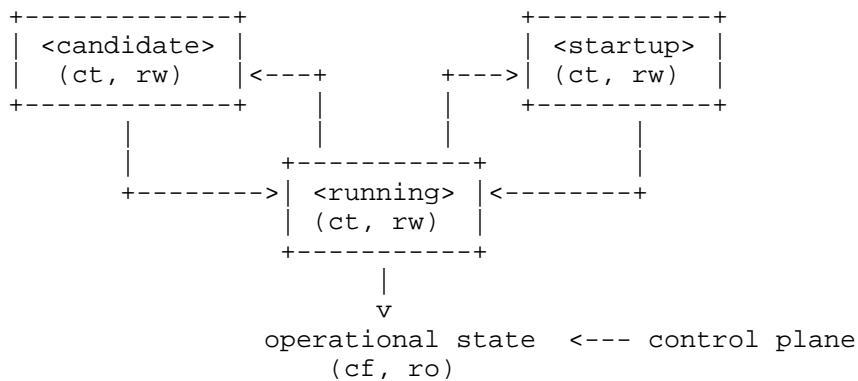 <candidate> <startup>
(ct, rw) (ct, rw)
<running>
(ct, rw)
operational state <--- control plane
(cf, ro)